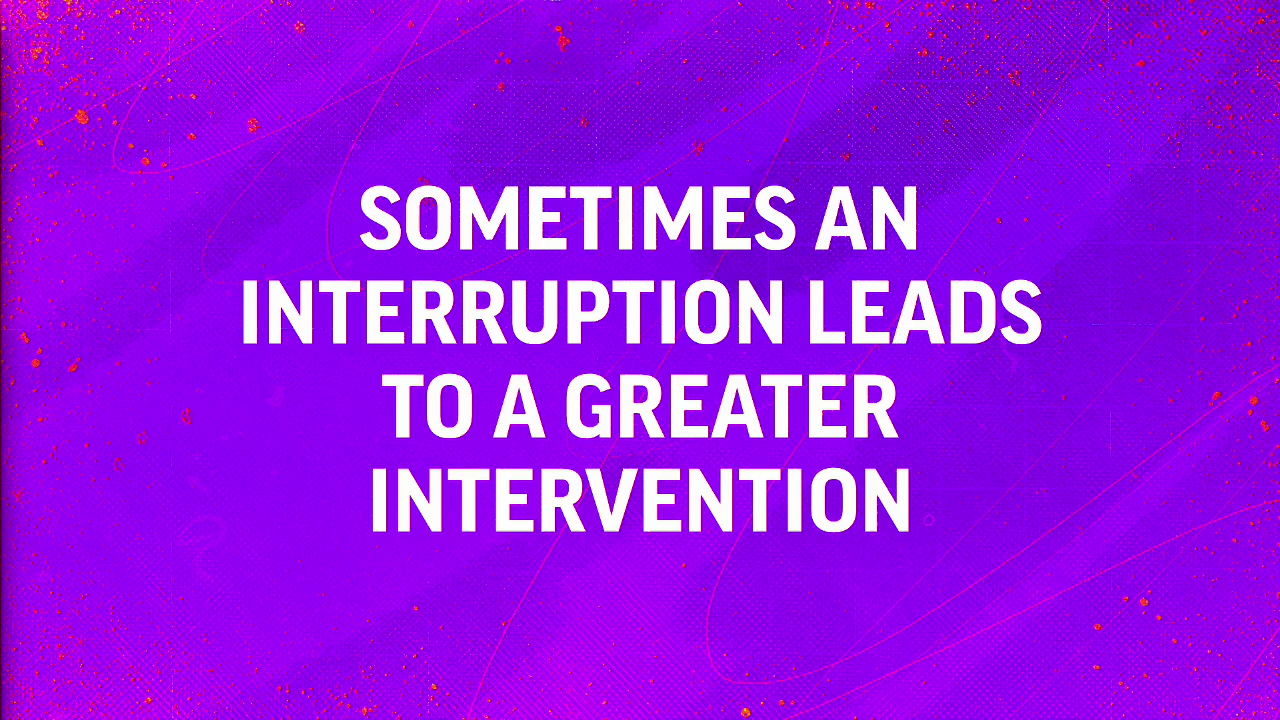 SOMETIMES AN
INTERRUPTION LEADS
TO A GREATER
INTERVENTION